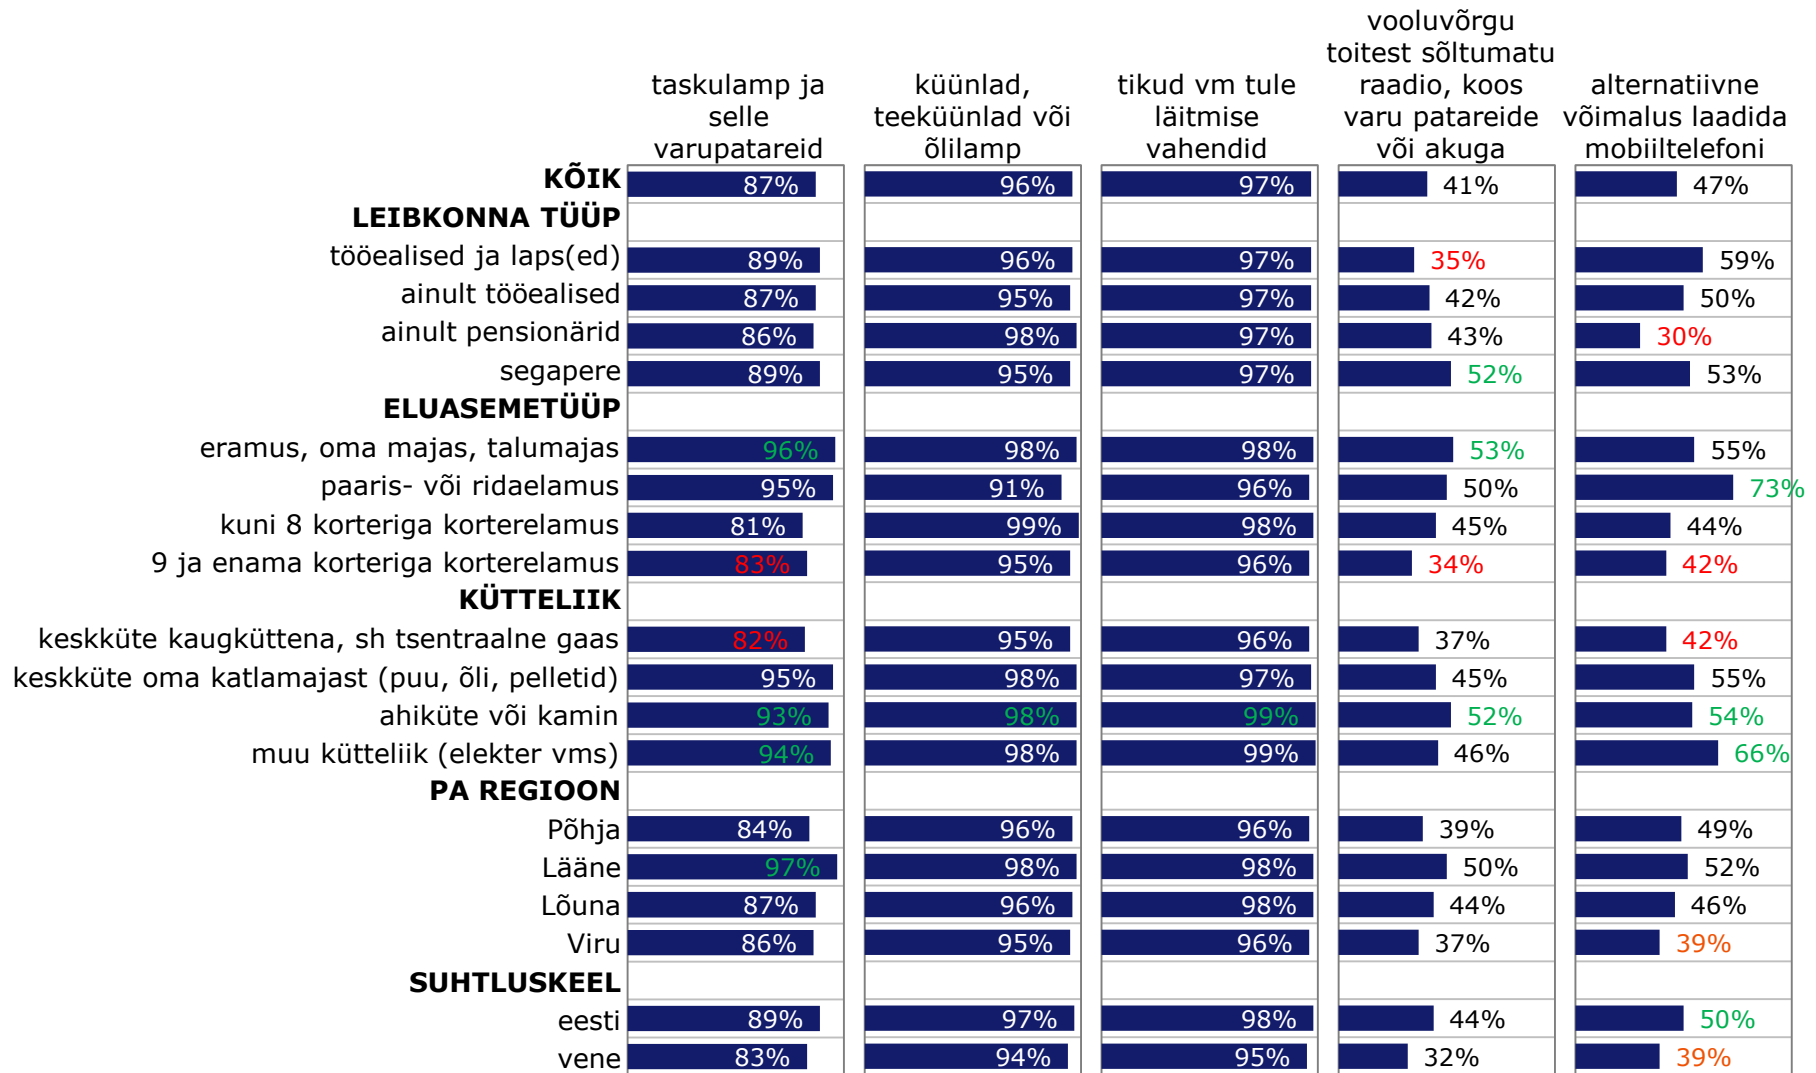 taskulamp ja
selle
varupatareid
küünlad,
teeküünlad või
õlilamp
tikud vm tule
läitmise
vahendid
vooluvõrgu
toitest sõltumatu
raadio, koos
varu patareide
või akuga
alternatiivne
võimalus laadida
mobiiltelefoni
KÕIK 87% 96% 97% 41% 47%
LEIBKONNA TÜÜP
tööealised ja laps(ed) 89% 96% 97% 35% 59%
ainult tööealised 87% 95% 97% 42% 50%
ainult pensionärid 86% 98% 97% 43% 30%
segapere 89% 95% 97% 52% 53%
ELUASEMETÜÜP
eramus, oma majas, talumajas 96% 98% 98% 53% 55%
paaris- või ridaelamus 95% 91% 96% 50% 73%
kuni 8 korteriga korterelamus 81% 99% 98% 45% 44%
9 ja enama korteriga korterelamus 83% 95% 96% 34% 42%
KÜTTELIIK
keskküte kaugküttena, sh tsentraalne gaas 82% 95% 96% 37% 42%
keskküte oma katlamajast (puu, õli, pelletid) 95% 98% 97% 45% 55%
ahiküte või kamin 93% 98% 99% 52% 54%
muu kütteliik (elekter vms) 94% 98% 99% 46% 66%
PA REGIOON
Põhja 84% 96% 96% 39% 49%
Lääne 97% 98% 98% 50% 52%
Lõuna 87% 96% 98% 44% 46%
Viru 86% 95% 96% 37% 39%
SUHTLUSKEEL
eesti 89% 97% 98% 44% 50%
vene 83% 94% 95% 32% 39%